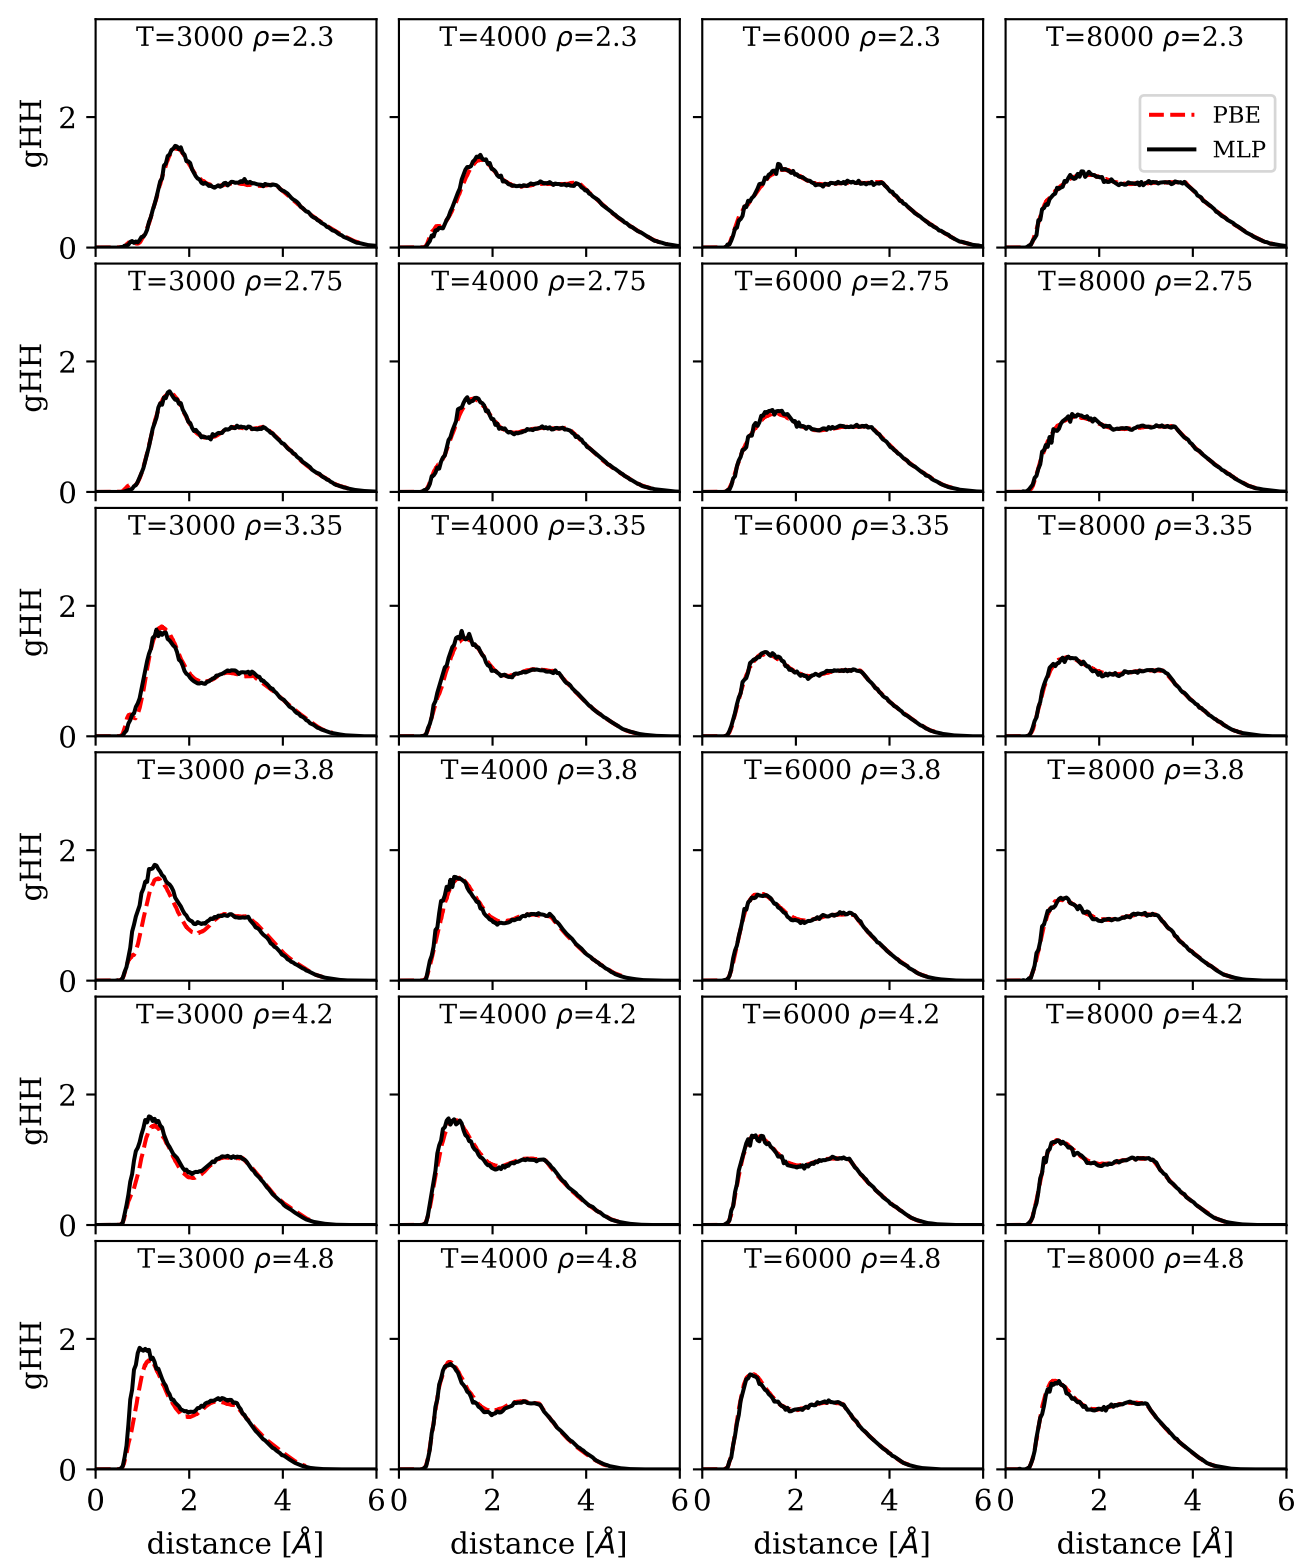 T=3000 ρ=2.3 T=4000 ρ=2.3 T=6000 ρ=2.3 T=8000 ρ=2.3
PBE
MLP
gHH
2
0
T=3000 ρ=2.75 T=4000 ρ=2.75 T=6000 ρ=2.75 T=8000 ρ=2.75
gHH
2
0
T=3000 ρ=3.35 T=4000 ρ=3.35 T=6000 ρ=3.35 T=8000 ρ=3.35
gHH
2
0
T=3000 ρ=3.8 T=4000 ρ=3.8 T=6000 ρ=3.8 T=8000 ρ=3.8
gHH
2
0
T=3000 ρ=4.2 T=4000 ρ=4.2 T=6000 ρ=4.2 T=8000 ρ=4.2
gHH
2
0
T=3000 ρ=4.8 T=4000 ρ=4.8 T=6000 ρ=4.8 T=8000 ρ=4.8
gHH
2
0
0 2 4 6 0 2 4 6 0 2 4 6 0 2 4 6
distance [Å] distance [Å] distance [Å] distance [Å]